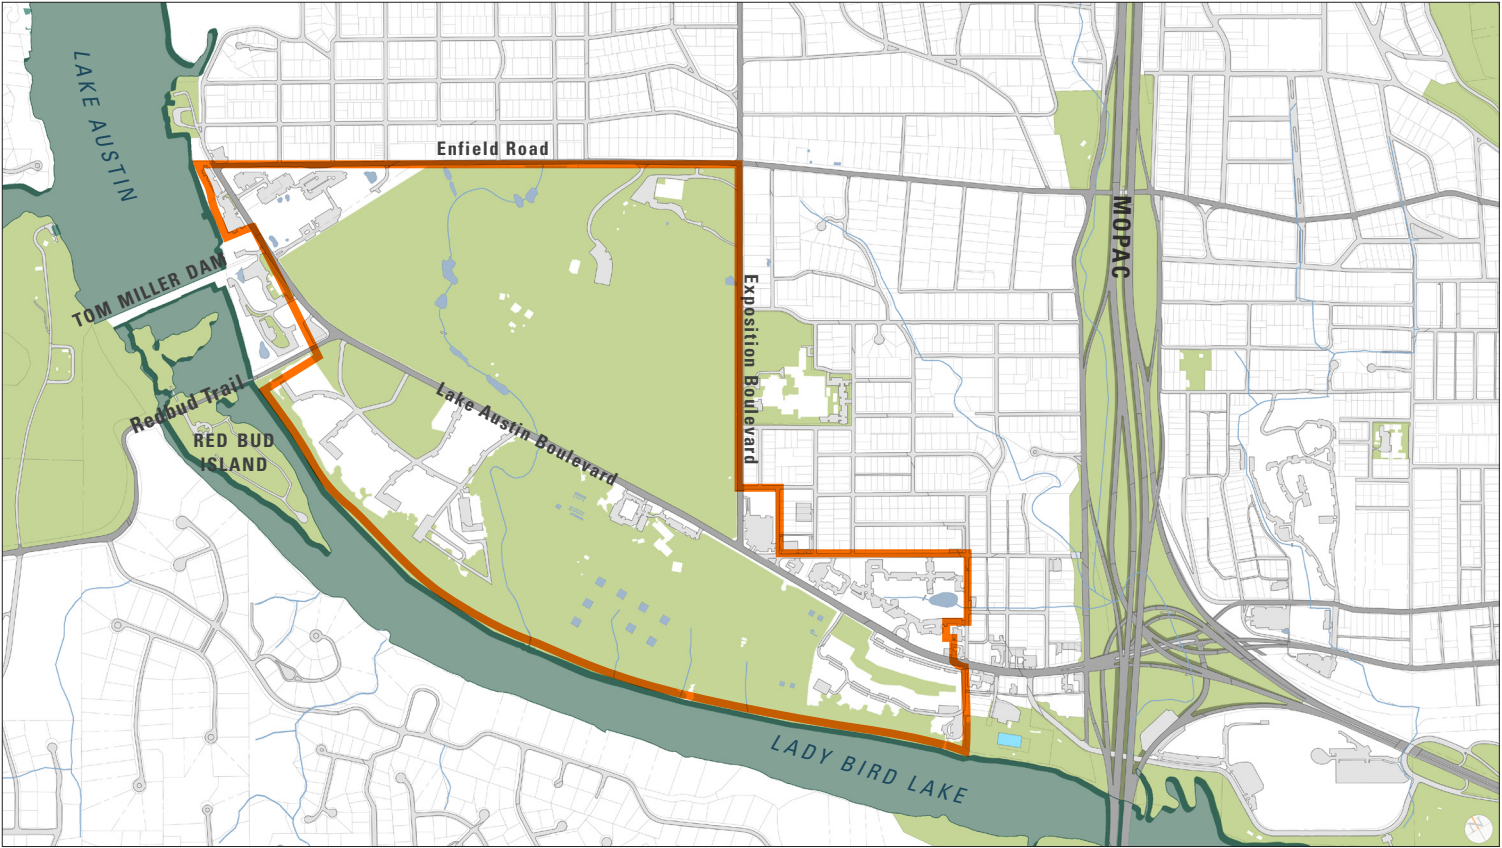 LAKE AUSTIN
Enfield Road
MOPAC
TOM MILLER DAM
Exposition Boulevard
Redbud Trail
Lake Austin Boulevard
RED BUD
ISLAND
LADY BIRD LAKE